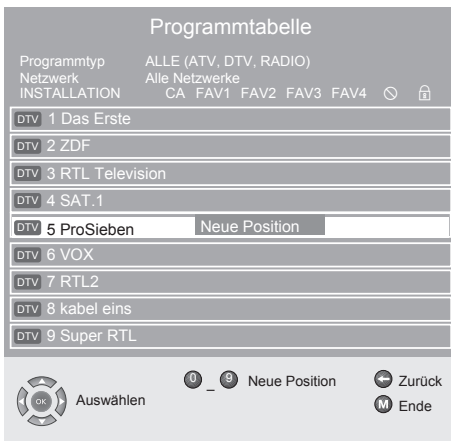 Programmtabelle
Programmtyp ALLE (ATV, DTV, RADIO)
Netzwerk Alle Netzwerke
INSTALLATION CA FAV1 FAV2 FAV3 FAV4
DTV 1 Das Erste
DTV 2 ZDF
DTV 3 RTL Television
DTV 4 SAT.1
DTV 5 ProSieben Neue Position
DTV 6 VOX
DTV 7 RTL2
DTV 8 kabel eins
DTV 9 Super RTL
OK Auswählen 0 _ 9 Neue Position Zurück
M Ende